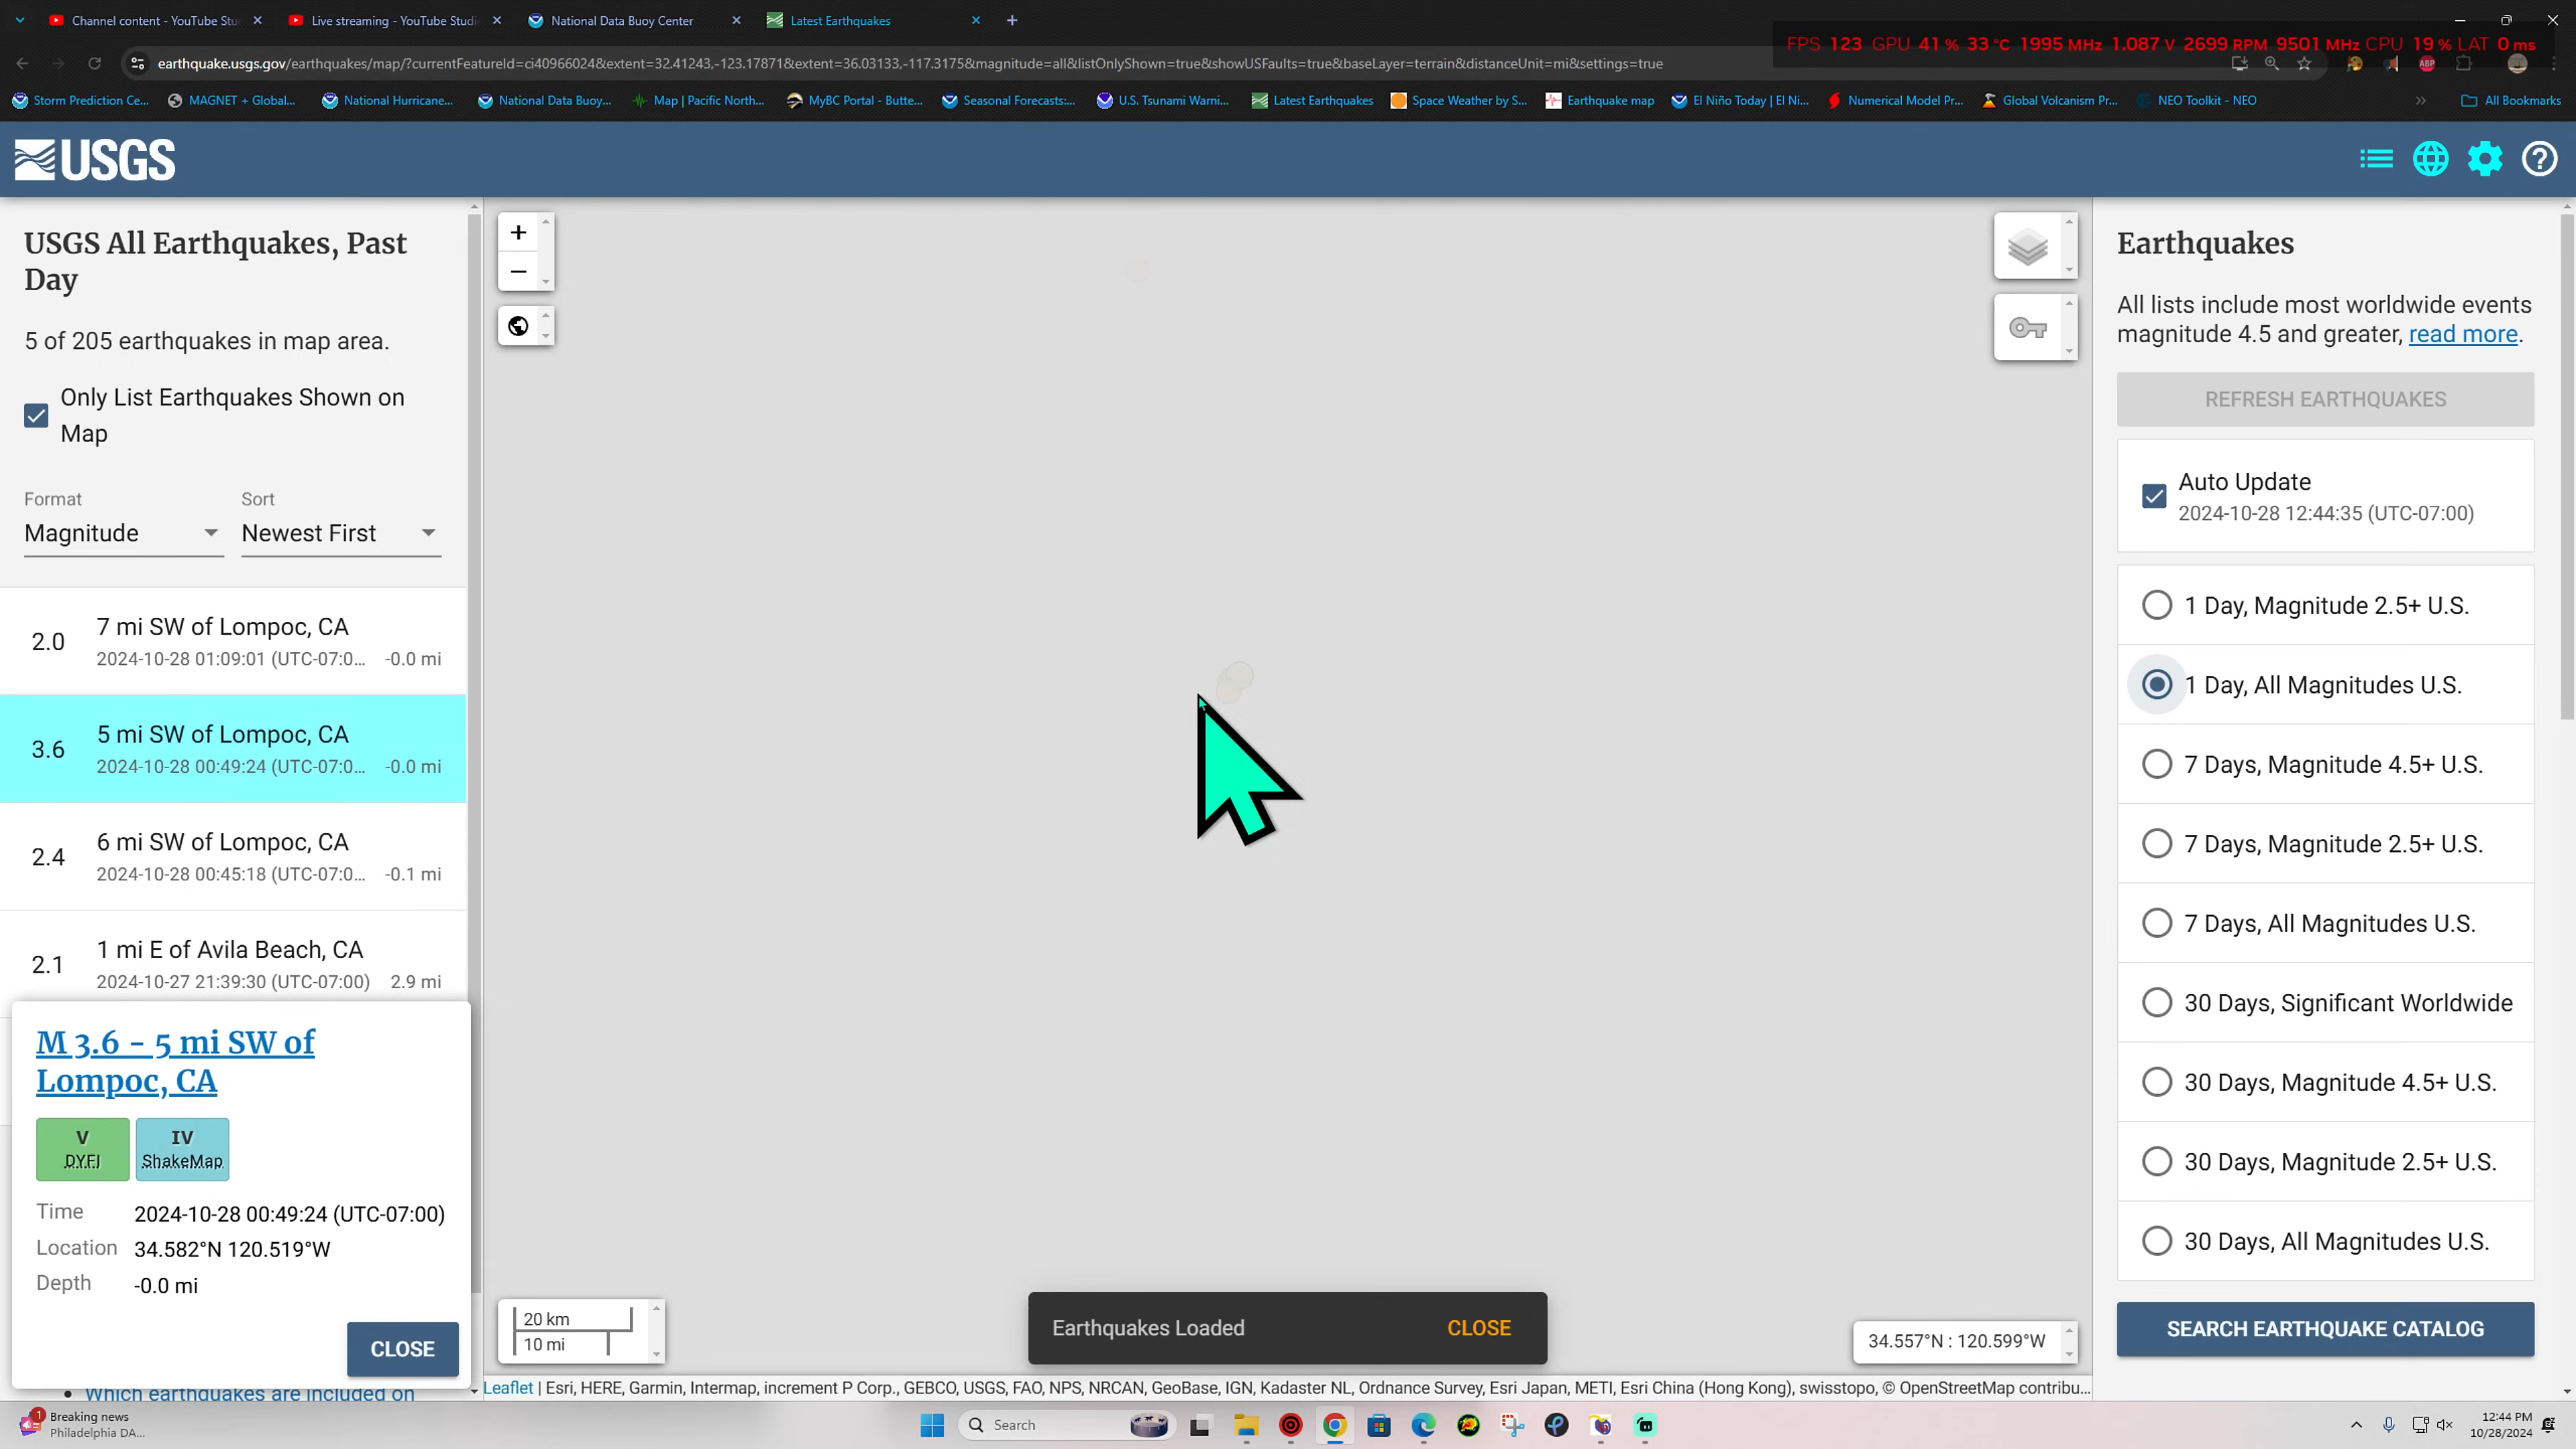 Channel content - YouTube Stu
Live streaming - YouTube Studi
National Data Buoy Center
Latest Earthquakes
FPS 123 GPU 41 % 33 °C 1995 MHz 1.087 V 2699 RPM 9501 MHz CPU 19 % LAT 0 ms
earthquake.usgs.gov/earthquakes/map/?currentFeatureId=ci40966024&extent=32.41243,-123.17871&extent=36.03133,-117.3175&magnitude=all&listOnlyShown=true&showUSFaults=true&baseLayer=terrain&distanceUnit=mi&settings=true
ABP
Storm Prediction Ce...
MAGNET + Global...
National Hurricane...
National Data Buoy...
Map | Pacific North...
MyBC Portal - Butte...
Seasonal Forecasts:...
U.S. Tsunami Warni...
Latest Earthquakes
Space Weather by S...
Earthquake map
El Niño Today | El Ni...
Numerical Model Pr...
Global Volcanism Pr...
NEO Toolkit - NEO
»
All Bookmarks
USGS
USGS All Earthquakes, Past
Day
5 of 205 earthquakes in map area.
Only List Earthquakes Shown on
Map
Format
Magnitude
Sort
Newest First
2.0
7 mi SW of Lompoc, CA
2024-10-28 01:09:01 (UTC-07:0... -0.0 mi
3.6
5 mi SW of Lompoc, CA
2024-10-28 00:49:24 (UTC-07:0... -0.0 mi
2.4
6 mi SW of Lompoc, CA
2024-10-28 00:45:18 (UTC-07:0... -0.1 mi
2.1
1 mi E of Avila Beach, CA
2024-10-27 21:39:30 (UTC-07:00) 2.9 mi
M 3.6 - 5 mi SW of
Lompoc, CA
V
DYFI
IV
ShakeMap
Time 2024-10-28 00:49:24 (UTC-07:00)
Location 34.582°N 120.519°W
Depth -0.0 mi
CLOSE
• Which earthquakes are included on
+
−
20 km
10 mi
Earthquakes Loaded
CLOSE
34.557°N : 120.599°W
Leaflet | Esri, HERE, Garmin, Intermap, increment P Corp., GEBCO, USGS, FAO, NPS, NRCAN, GeoBase, IGN, Kadaster NL, Ordnance Survey, Esri Japan, METI, Esri China (Hong Kong), swisstopo, © OpenStreetMap contribu...
Earthquakes
All lists include most worldwide events
magnitude 4.5 and greater, read more.
REFRESH EARTHQUAKES
Auto Update
2024-10-28 12:44:35 (UTC-07:00)
1 Day, Magnitude 2.5+ U.S.
1 Day, All Magnitudes U.S.
7 Days, Magnitude 4.5+ U.S.
7 Days, Magnitude 2.5+ U.S.
7 Days, All Magnitudes U.S.
30 Days, Significant Worldwide
30 Days, Magnitude 4.5+ U.S.
30 Days, Magnitude 2.5+ U.S.
30 Days, All Magnitudes U.S.
SEARCH EARTHQUAKE CATALOG
1
Breaking news
Philadelphia DA...
Search
12:44 PM
10/28/2024